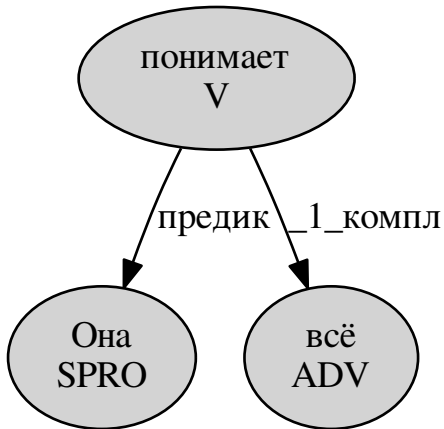 понимает
V
предик _1_компл
Она
SPRO
всё
ADV